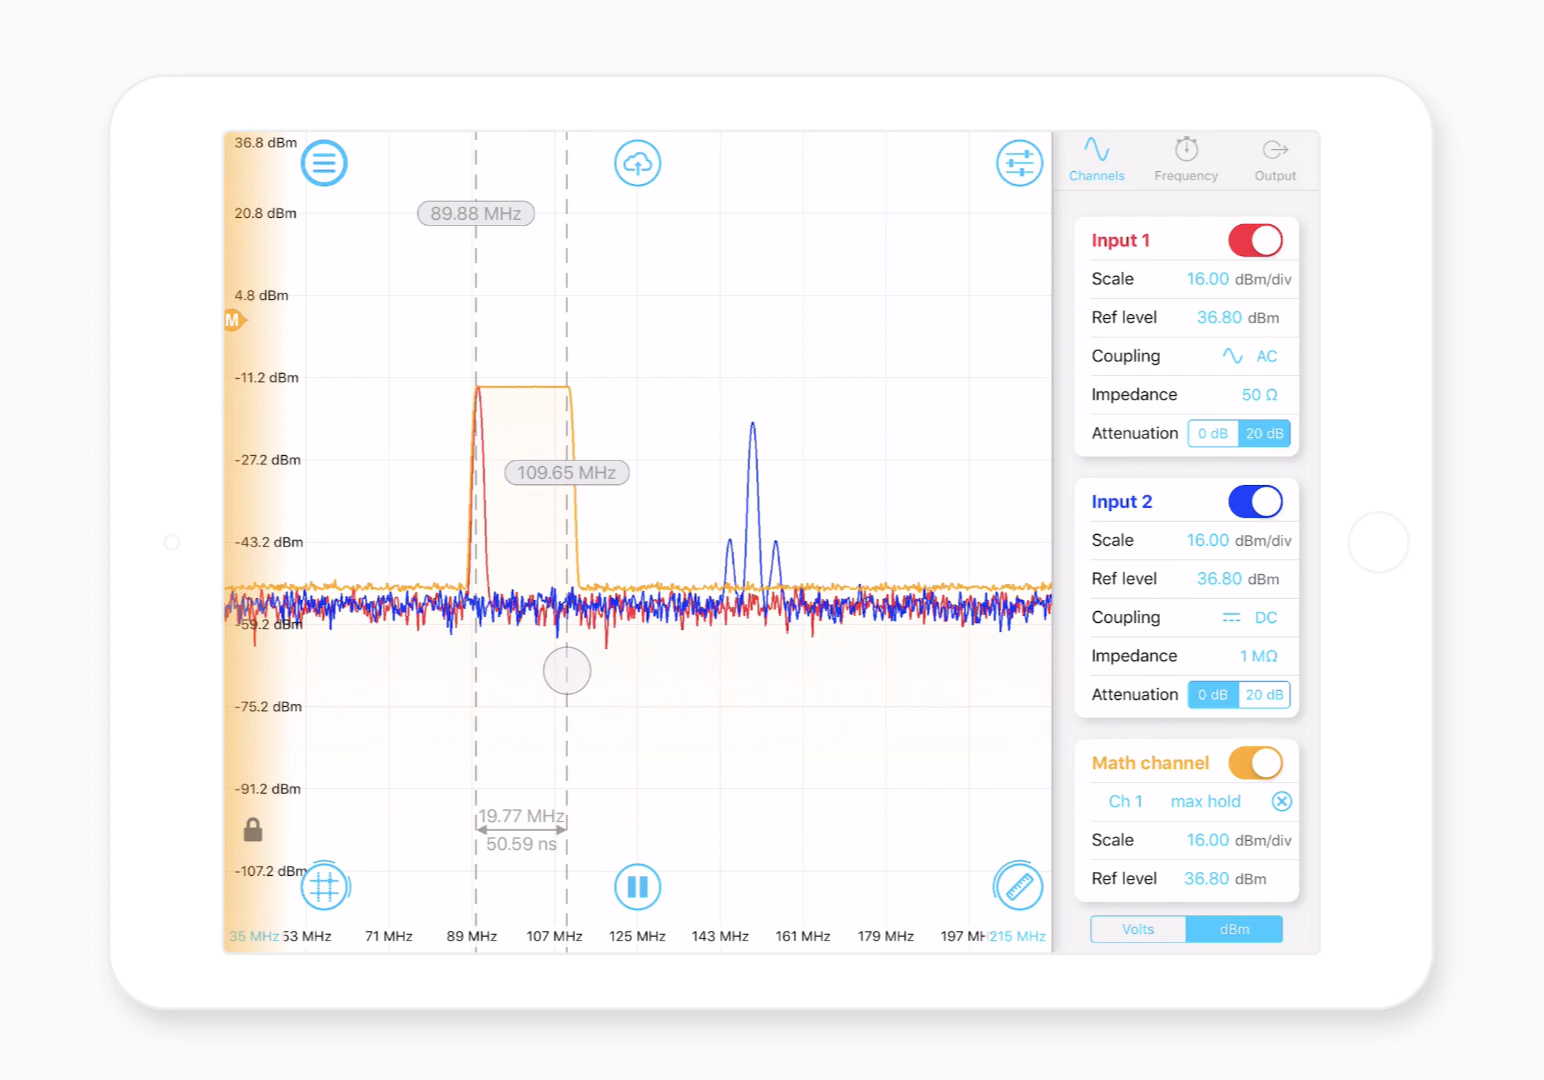 36.8 dBm
20.8 dBm
4.8 dBm
M
-11.2 dBm
-27.2 dBm
-43.2 dBm
-59.2 dBm
-75.2 dBm
-91.2 dBm
-107.2 dBm
89.88 MHz
109.65 MHz
19.77 MHz
50.59 ns
35 MHz 53 MHz 71 MHz 89 MHz 107 MHz 125 MHz 143 MHz 161 MHz 179 MHz 197 MH 215 MHz
Channels Frequency Output
Input 1
Scale 16.00 dBm/div
Ref level 36.80 dBm
Coupling AC
Impedance 50 Ω
Attenuation 0 dB 20 dB
Input 2
Scale 16.00 dBm/div
Ref level 36.80 dBm
Coupling DC
Impedance 1 MΩ
Attenuation 0 dB 20 dB
Math channel
Ch 1 max hold
Scale 16.00 dBm/div
Ref level 36.80 dBm
Volts dBm